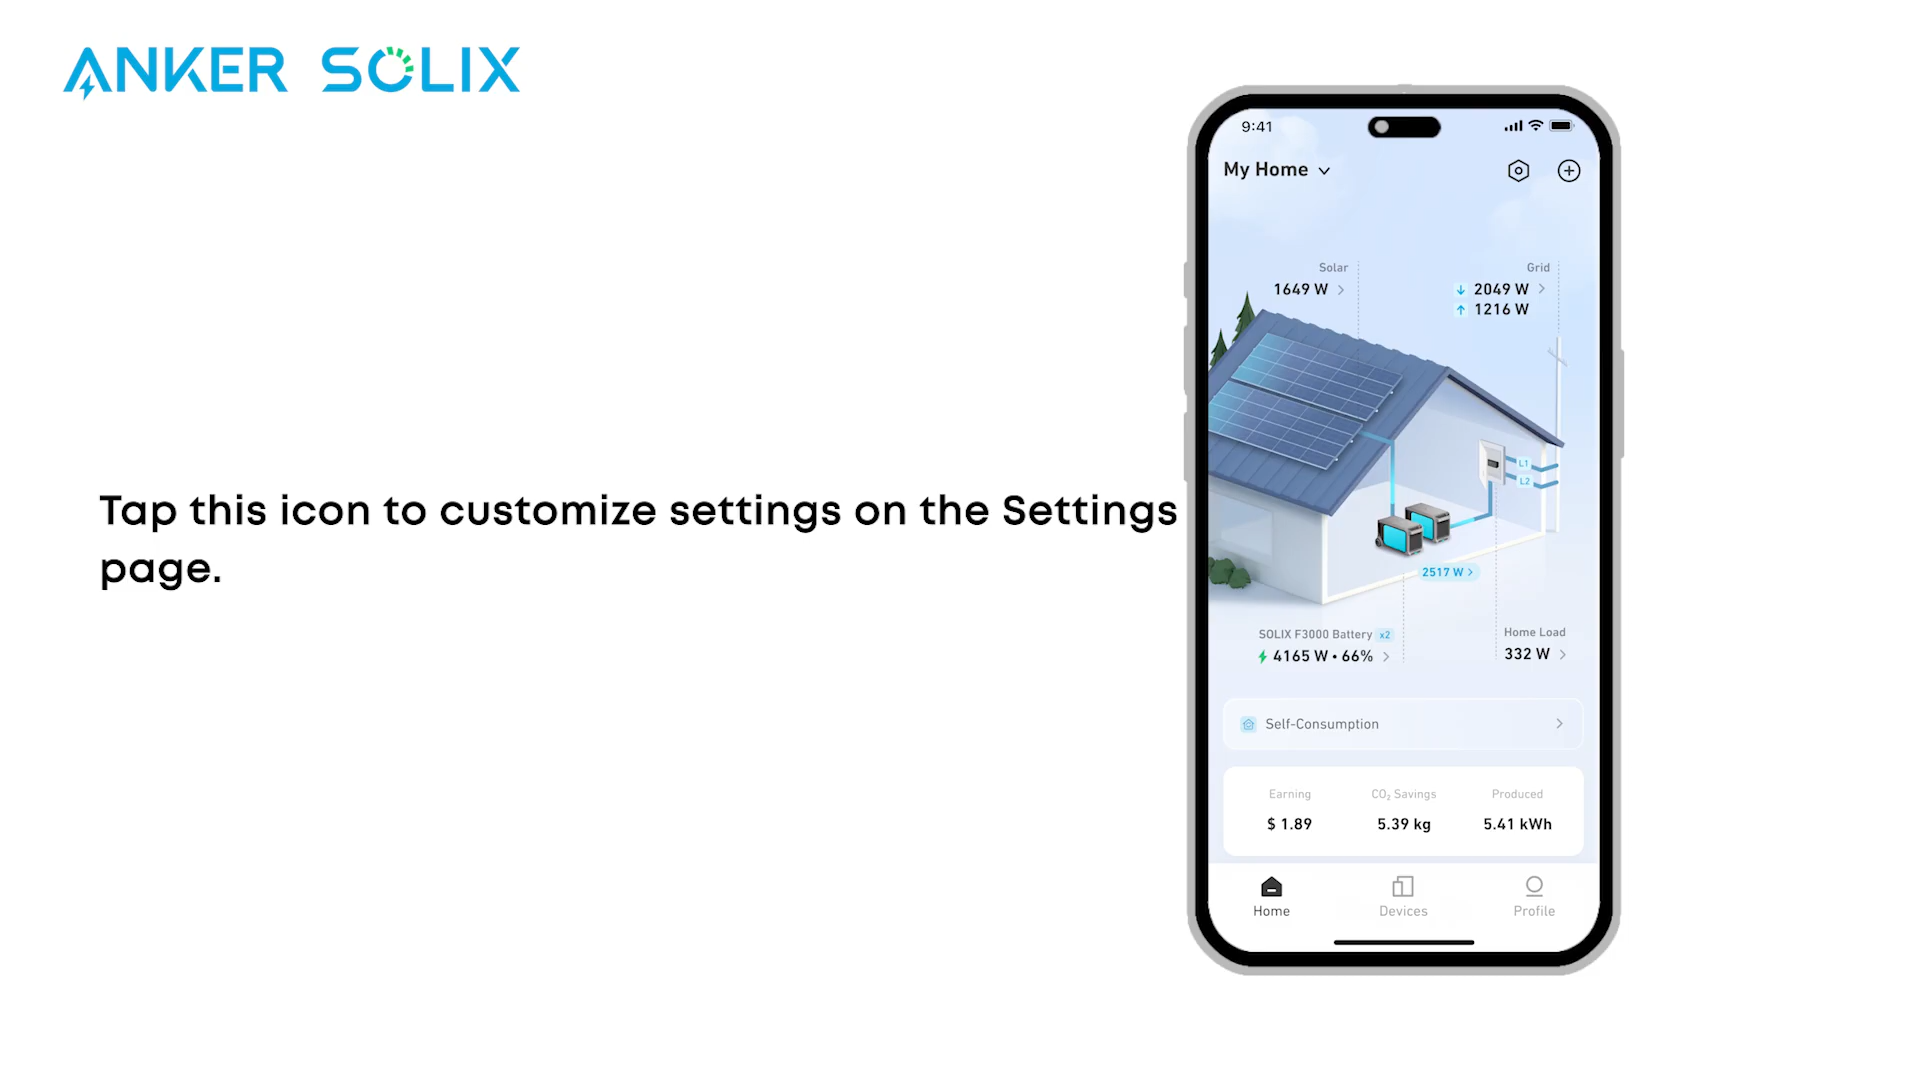 ANKER SOLIX
9:41
My Home
Solar
1649 W
Grid
2049 W
1216 W
L1
L2
2517 W
SOLIX F3000 Battery x2
4165 W • 66%
Home Load
332 W
Self-Consumption
Earning
$ 1.89
CO₂ Savings
5.39 kg
Produced
5.41 kWh
Home
Devices
Profile
Tap this icon to customize settings on the Settings
page.